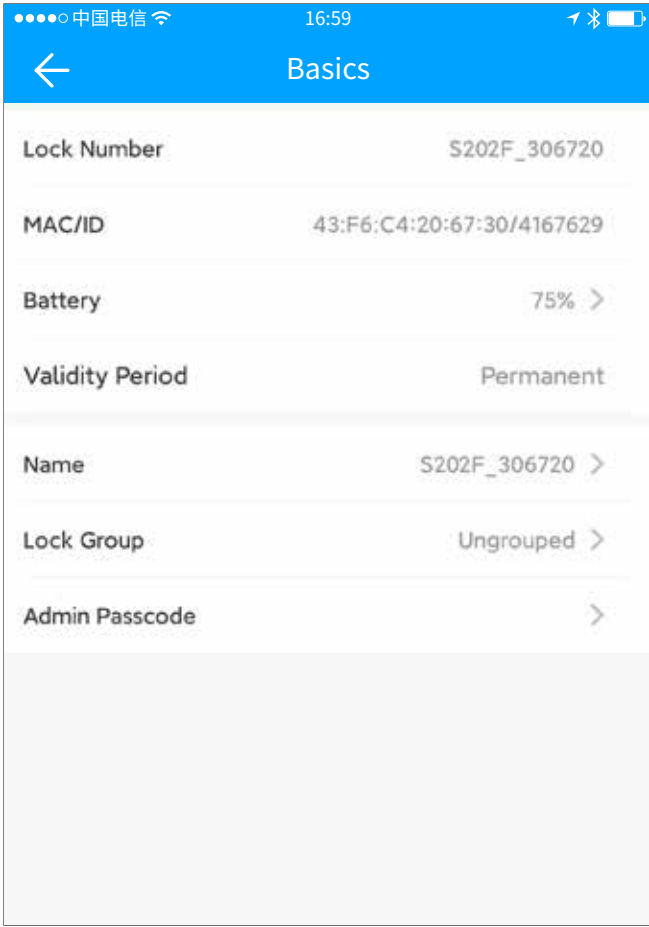 中国电信 16:59
Basics
Lock Number S202F_306720
MAC/ID 43:F6:C4:20:67:30/4167629
Battery 75%
Validity Period Permanent
Name S202F_306720
Lock Group Ungrouped
Admin Passcode